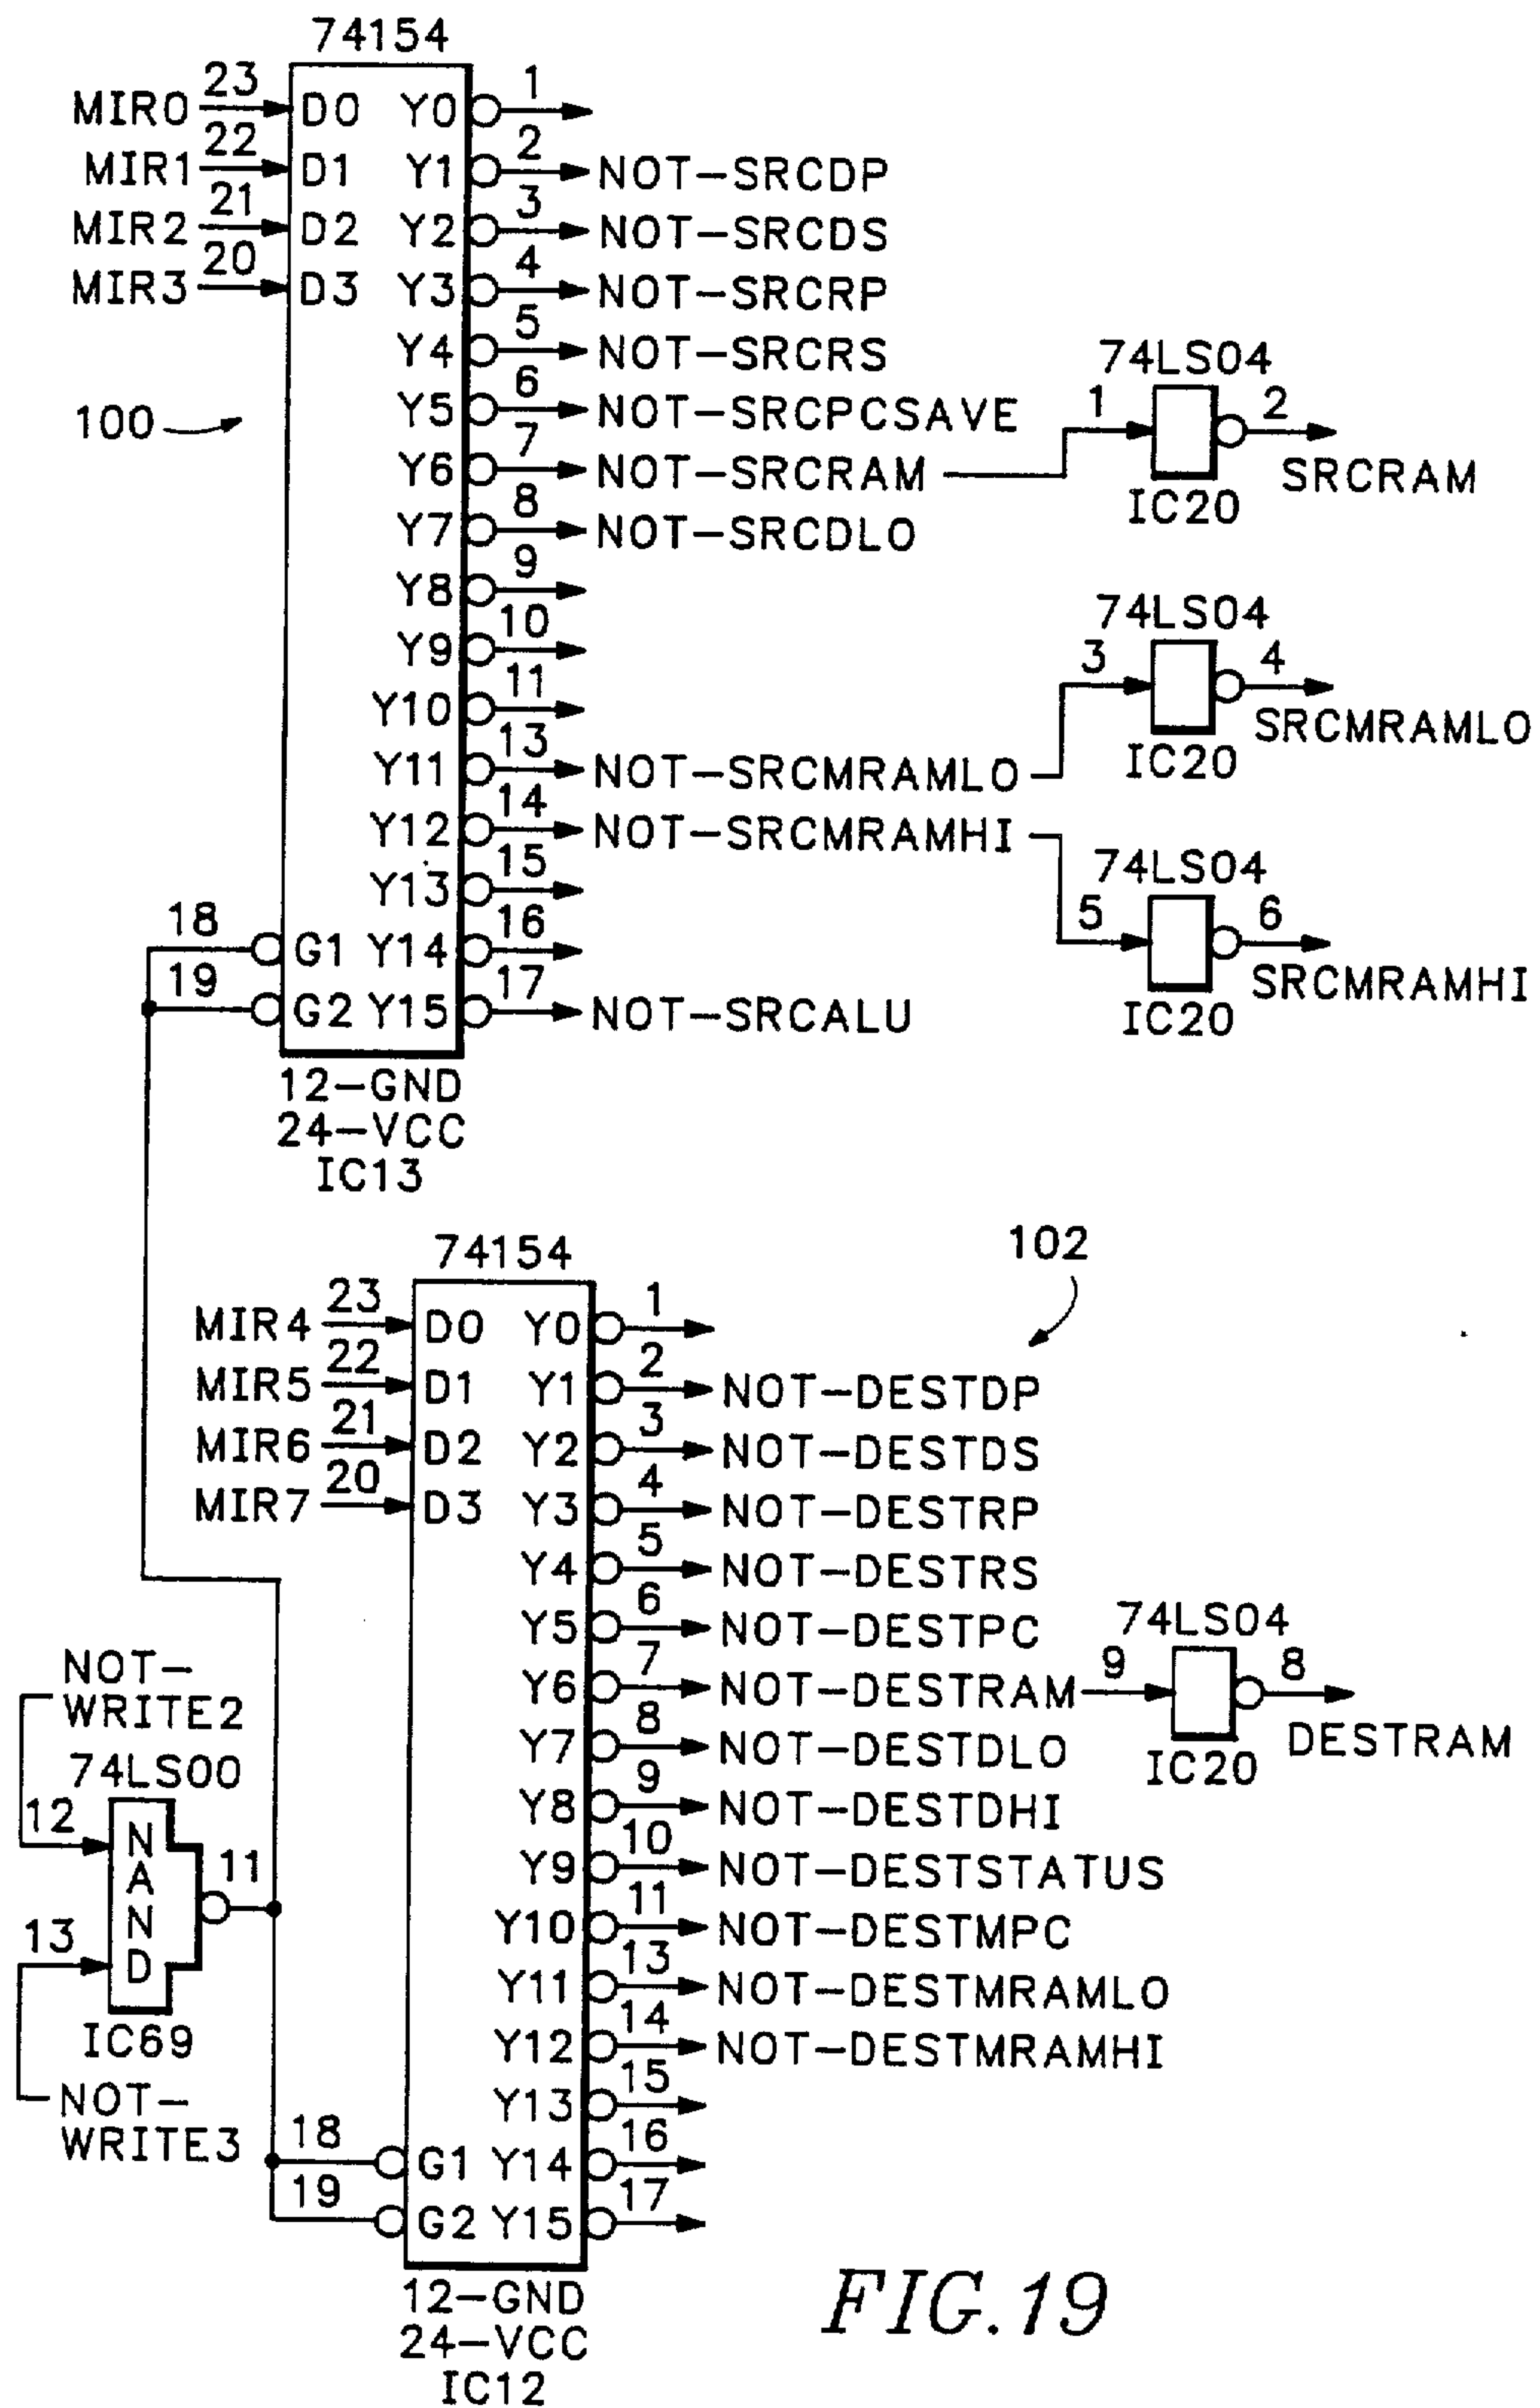 74154
MIR0 23 D0 Y0 1
MIR1 22 D1 Y1 2 NOT-SRCDP
MIR2 21 D2 Y2 3 NOT-SRCDS
MIR3 20 D3 Y3 4 NOT-SRCRP
Y4 5 NOT-SRCRS
100 Y5 6 NOT-SRCPCSAVE
Y6 7 NOT-SRCRAM
74LS04
1 2
SRCRAM
IC20
Y7 8 NOT-SRCDLO
Y8 9
Y9 10
Y10 11
Y11 13 NOT-SRCMRAMLO
74LS04
3 4
SRCMRAMLO
IC20
Y12 14 NOT-SRCMRAMHI
74LS04
5 6
SRCMRAMHI
IC20
Y13 15
18 G1 Y14 16
19 G2 Y15 17 NOT-SRCALU
12-GND
24-VCC
IC13
74154
102
MIR4 23 D0 Y0 1
MIR5 22 D1 Y1 2 NOT-DESTDP
MIR6 21 D2 Y2 3 NOT-DESTDS
MIR7 20 D3 Y3 4 NOT-DESTRP
Y4 5 NOT-DESTRS
Y5 6 NOT-DESTPC
Y6 7 NOT-DESTRAM
74LS04
9 8
DESTRAM
IC20
Y7 8 NOT-DESTDLO
Y8 9 NOT-DESTDHI
Y9 10 NOT-DESTSTATUS
Y10 11 NOT-DESTMPC
Y11 13 NOT-DESTMRAMLO
Y12 14 NOT-DESTMRAMHI
Y13 15
18 G1 Y14 16
19 G2 Y15 17
12-GND
24-VCC
IC12
NOT-
WRITE2
74LS00
12
NAND
11
13
IC69
NOT-
WRITE3
FIG.19